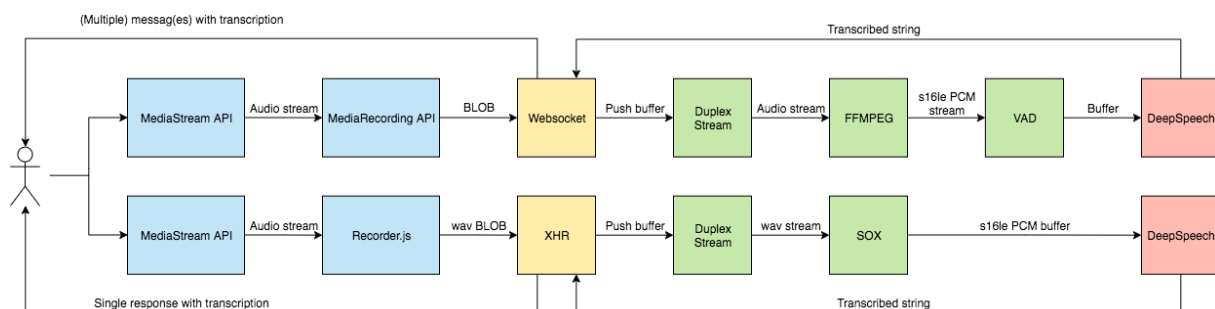 (Multiple) messag(es) with transcription
Transcribed string
MediaStream API
Audio stream
MediaRecording API
BLOB
Websocket
Push buffer
Duplex
Stream
Audio stream
FFMPEG
s16le PCM
stream
VAD
Buffer
DeepSpeech
MediaStream API
Audio stream
Recorder.js
wav BLOB
XHR
Push buffer
Duplex
Stream
wav stream
SOX
s16le PCM buffer
DeepSpeech
Single response with transcription
Transcribed string